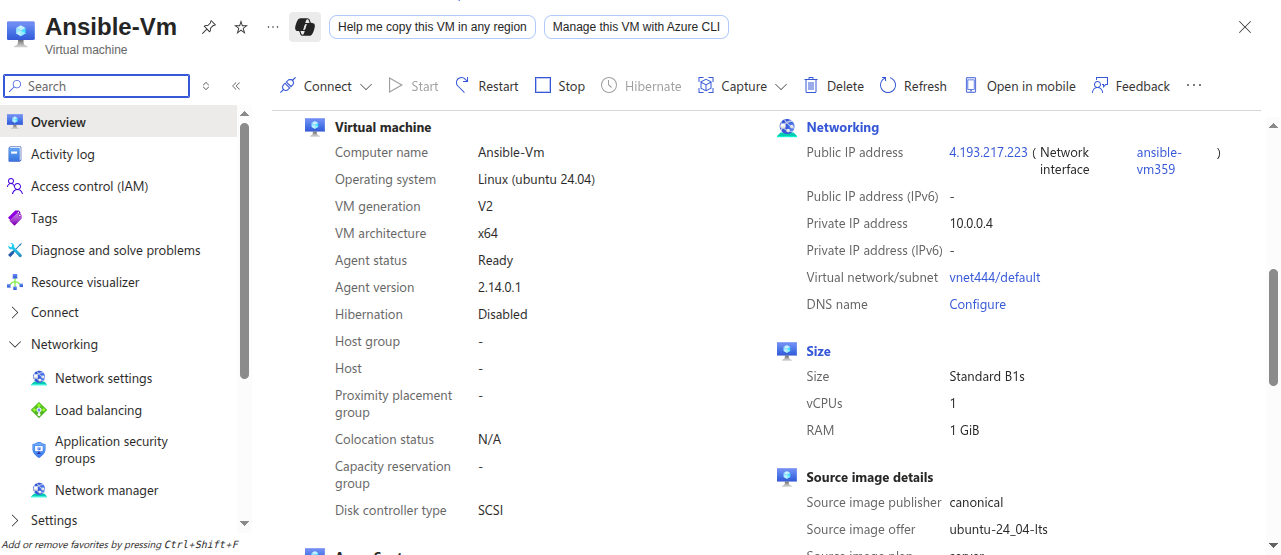 Ansible-Vm
Virtual machine
Help me copy this VM in any region
Manage this VM with Azure CLI
Search
Overview
Activity log
Access control (IAM)
Tags
Diagnose and solve problems
Resource visualizer
Connect
Networking
Network settings
Load balancing
Application security
groups
Network manager
Settings
Add or remove favorites by pressing Ctrl+Shift+F
Connect Start Restart Stop Hibernate Capture Delete Refresh Open in mobile Feedback
Virtual machine
Computer name Ansible-Vm
Operating system Linux (ubuntu 24.04)
VM generation V2
VM architecture x64
Agent status Ready
Agent version 2.14.0.1
Hibernation Disabled
Host group -
Host -
Proximity placement -
group
Colocation status N/A
Capacity reservation -
group
Disk controller type SCSI
Networking
Public IP address 4.193.217.223 ( Network ansible- )
interface vm359
Public IP address (IPv6) -
Private IP address 10.0.0.4
Private IP address (IPv6) -
Virtual network/subnet vnet444/default
DNS name Configure
Size
Size Standard B1s
vCPUs 1
RAM 1 GiB
Source image details
Source image publisher canonical
Source image offer ubuntu-24_04-lts